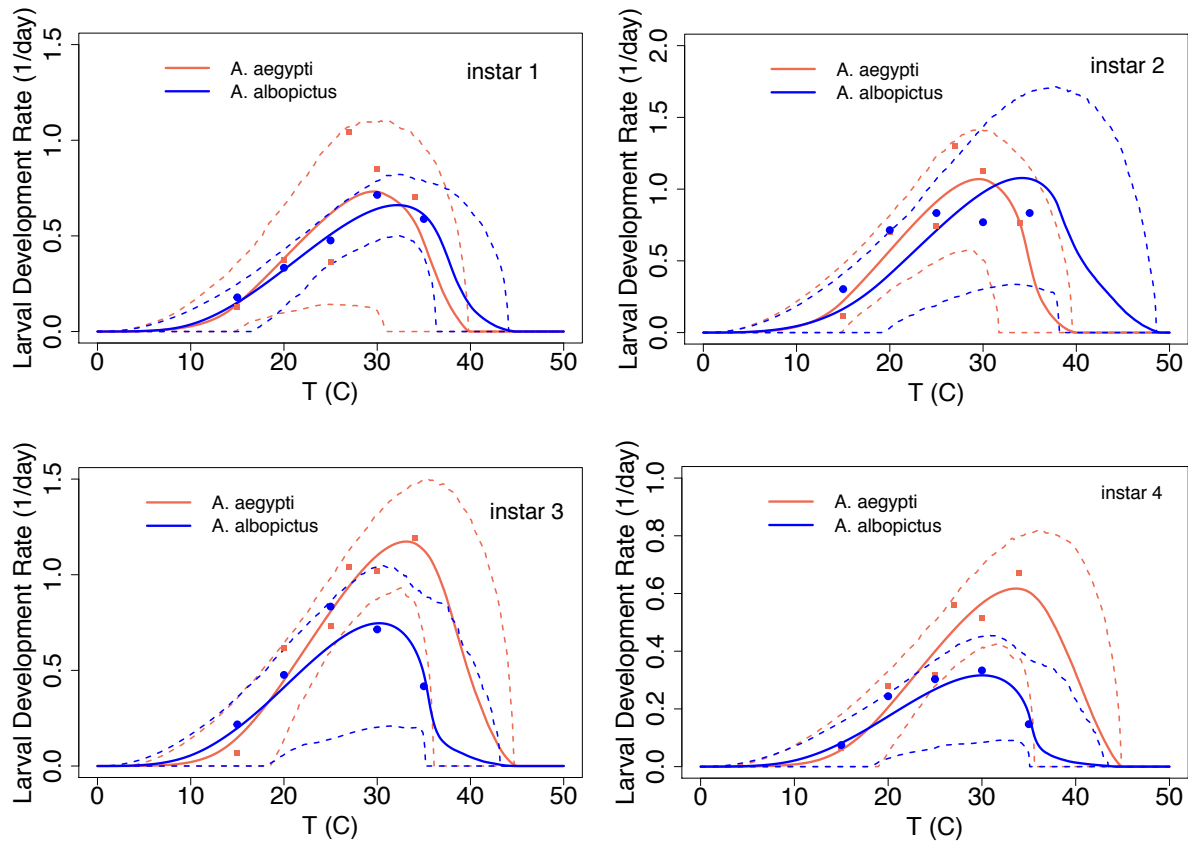 Larval Development Rate (1/day)
0.0 0.5 1.0 1.5
A. aegypti
A. albopictus
instar 1
0 10 20 30 40 50
T (C)
Larval Development Rate (1/day)
0.0 0.5 1.0 1.5 2.0
A. aegypti
A. albopictus
instar 2
0 10 20 30 40 50
T (C)
Larval Development Rate (1/day)
0.0 0.5 1.0 1.5
A. aegypti
A. albopictus
instar 3
0 10 20 30 40 50
T (C)
Larval Development Rate (1/day)
0.0 0.2 0.4 0.6 0.8 1.0
A. aegypti
A. albopictus
instar 4
0 10 20 30 40 50
T (C)